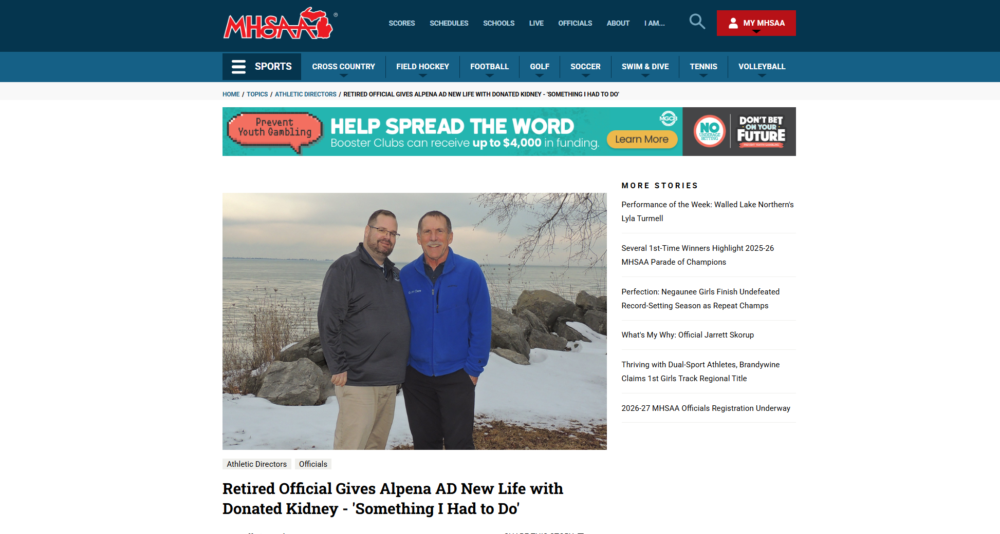 MHSAA ®
SCORES SCHEDULES SCHOOLS LIVE OFFICIALS ABOUT I AM...
MY MHSAA
SPORTS CROSS COUNTRY FIELD HOCKEY FOOTBALL GOLF SOCCER SWIM & DIVE TENNIS VOLLEYBALL
HOME / TOPICS / ATHLETIC DIRECTORS / RETIRED OFFICIAL GIVES ALPENA AD NEW LIFE WITH DONATED KIDNEY - 'SOMETHING I HAD TO DO'
Prevent
Youth Gambling
HELP SPREAD THE WORD
Booster Clubs can receive up to $4,000 in funding.
MGCB
Learn More
NO
UNDERAGE
BETTING
DON'T BET
ON YOUR
FUTURE
PREVENT YOUTH GAMBLING
MORE STORIES
Performance of the Week: Walled Lake Northern's
Lyla Turmell
Several 1st-Time Winners Highlight 2025-26
MHSAA Parade of Champions
Perfection: Negaunee Girls Finish Undefeated
Record-Setting Season as Repeat Champs
What's My Why: Official Jarrett Skorup
Thriving with Dual-Sport Athletes, Brandywine
Claims 1st Girls Track Regional Title
2026-27 MHSAA Officials Registration Underway
Athletic Directors Officials
Retired Official Gives Alpena AD New Life with
Donated Kidney - 'Something I Had to Do'